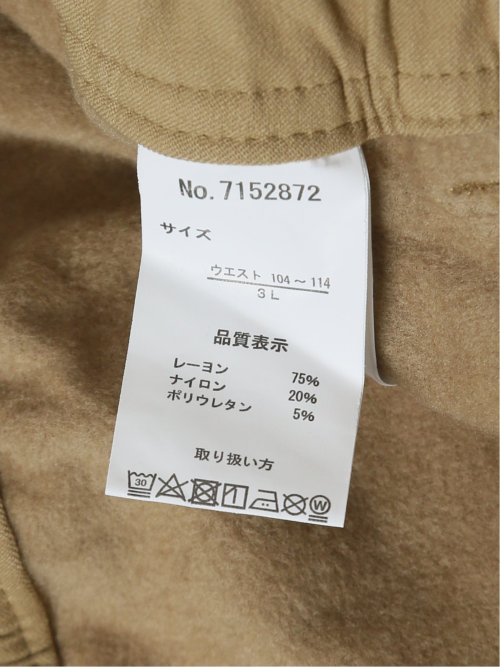 No.7152872
サイズ
ウエスト 104～114
3L
品質表示
レーヨン 75%
ナイロン 20%
ポリウレタン 5%
取り扱い方
30 W